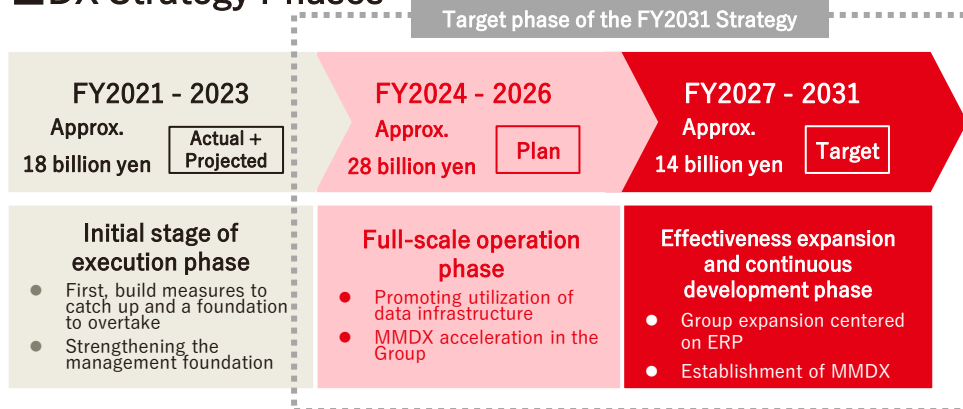 DX Strategy Phases
Target phase of the FY2031 Strategy
FY2021 - 2023
Approx.
18 billion yen
Actual +
Projected
FY2024 - 2026
Approx.
28 billion yen
Plan
FY2027 - 2031
Approx.
14 billion yen
Target
Initial stage of
execution phase
● First, build measures to
catch up and a foundation
to overtake
● Strengthening the
management foundation
Full-scale operation
phase
● Promoting utilization of
data infrastructure
● MMDX acceleration in the
Group
Effectiveness expansion
and continuous
development phase
● Group expansion centered
on ERP
● Establishment of MMDX